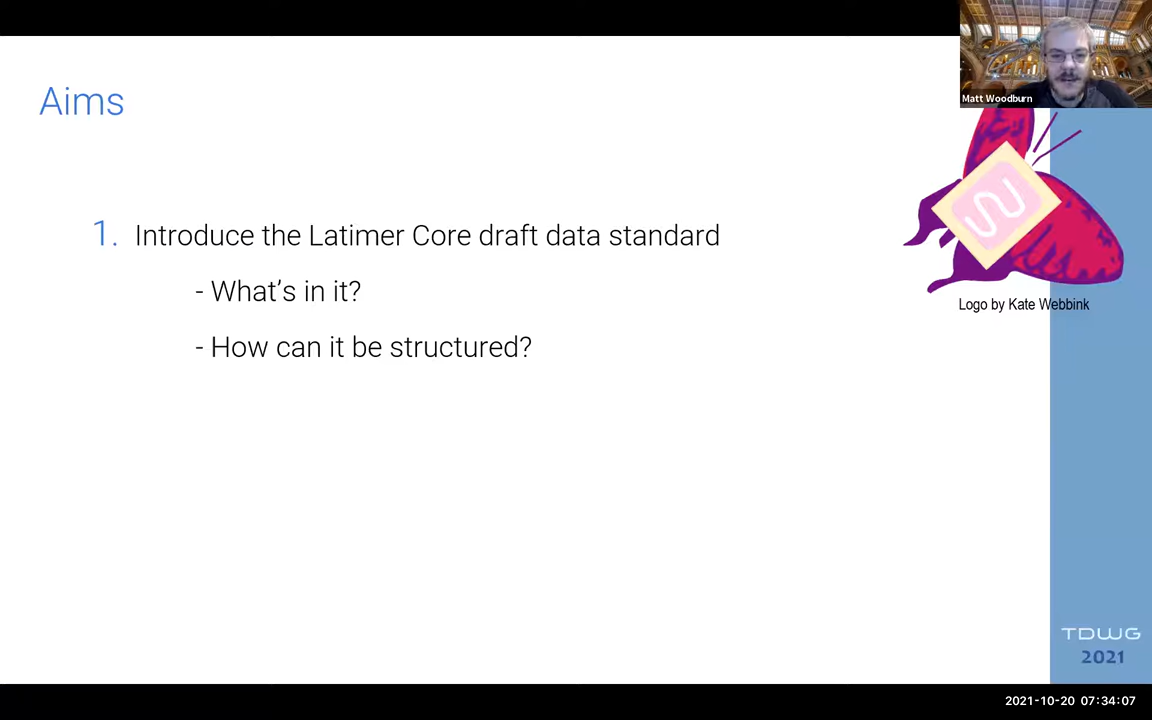 Matt Woodburn
Aims
1. Introduce the Latimer Core draft data standard
- What’s in it?
- How can it be structured?
Logo by Kate Webbink
TDWG
2021
2021-10-20 07:34:07